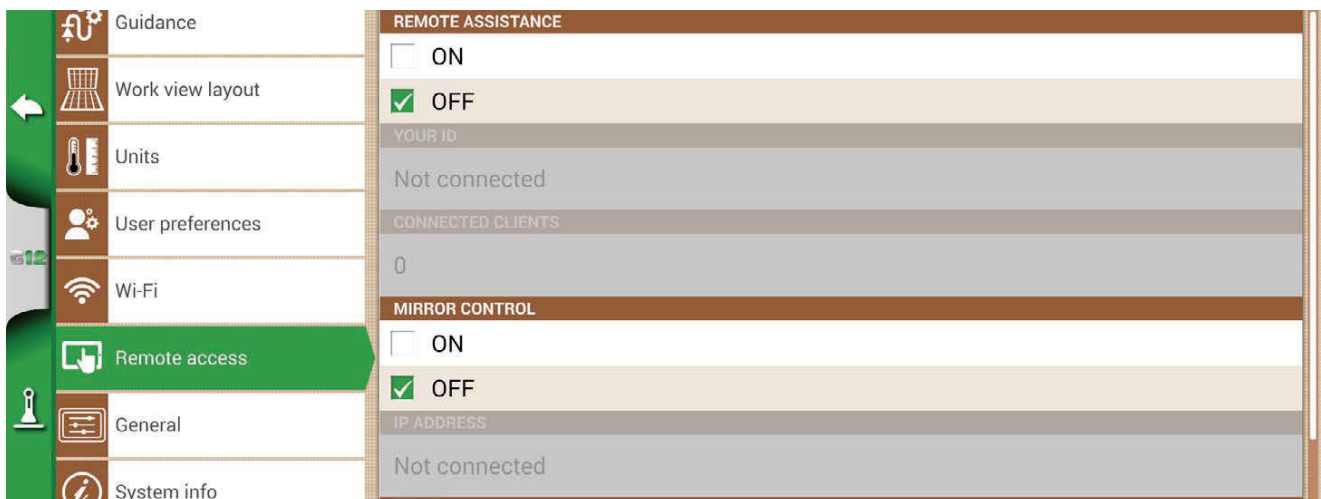 Guidance
Work view layout
Units
User preferences
Wi-Fi
Remote access
General
System info
G12
REMOTE ASSISTANCE
ON
OFF
YOUR ID
Not connected
CONNECTED CLIENTS
0
MIRROR CONTROL
ON
OFF
IP ADDRESS
Not connected